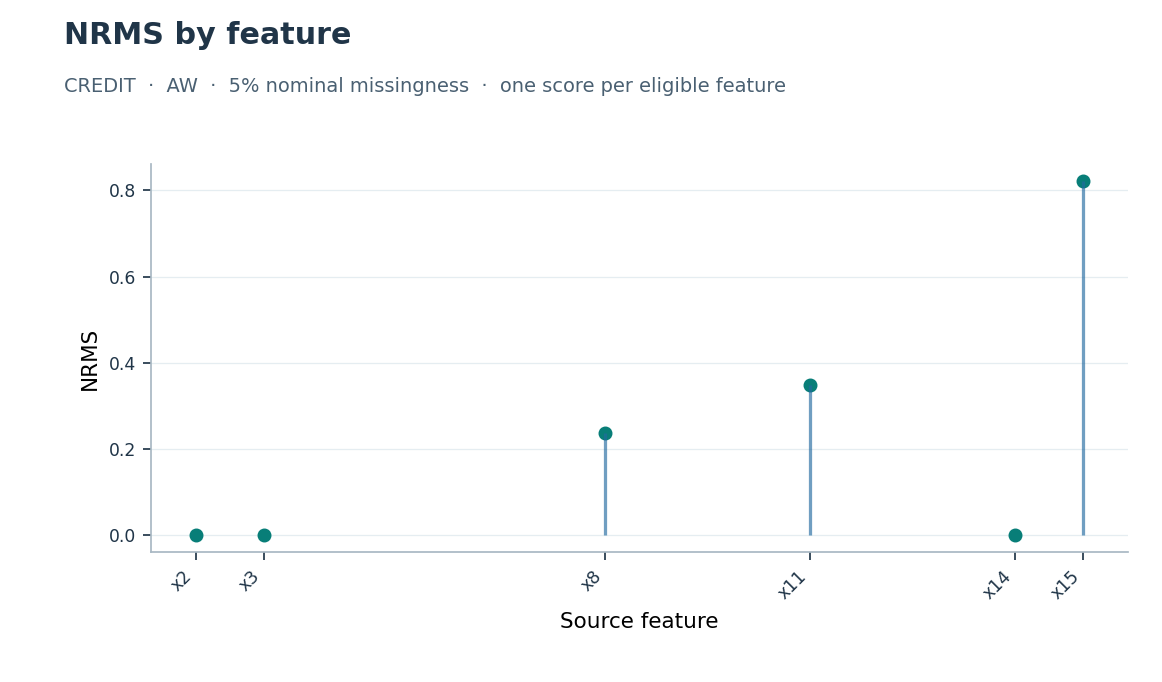 NRMS by feature
CREDIT · AW · 5% nominal missingness · one score per eligible feature
0.8
0.6
0.4
0.2
0.0
NRMS
x2 x3 x8 x11 x14 x15
Source feature